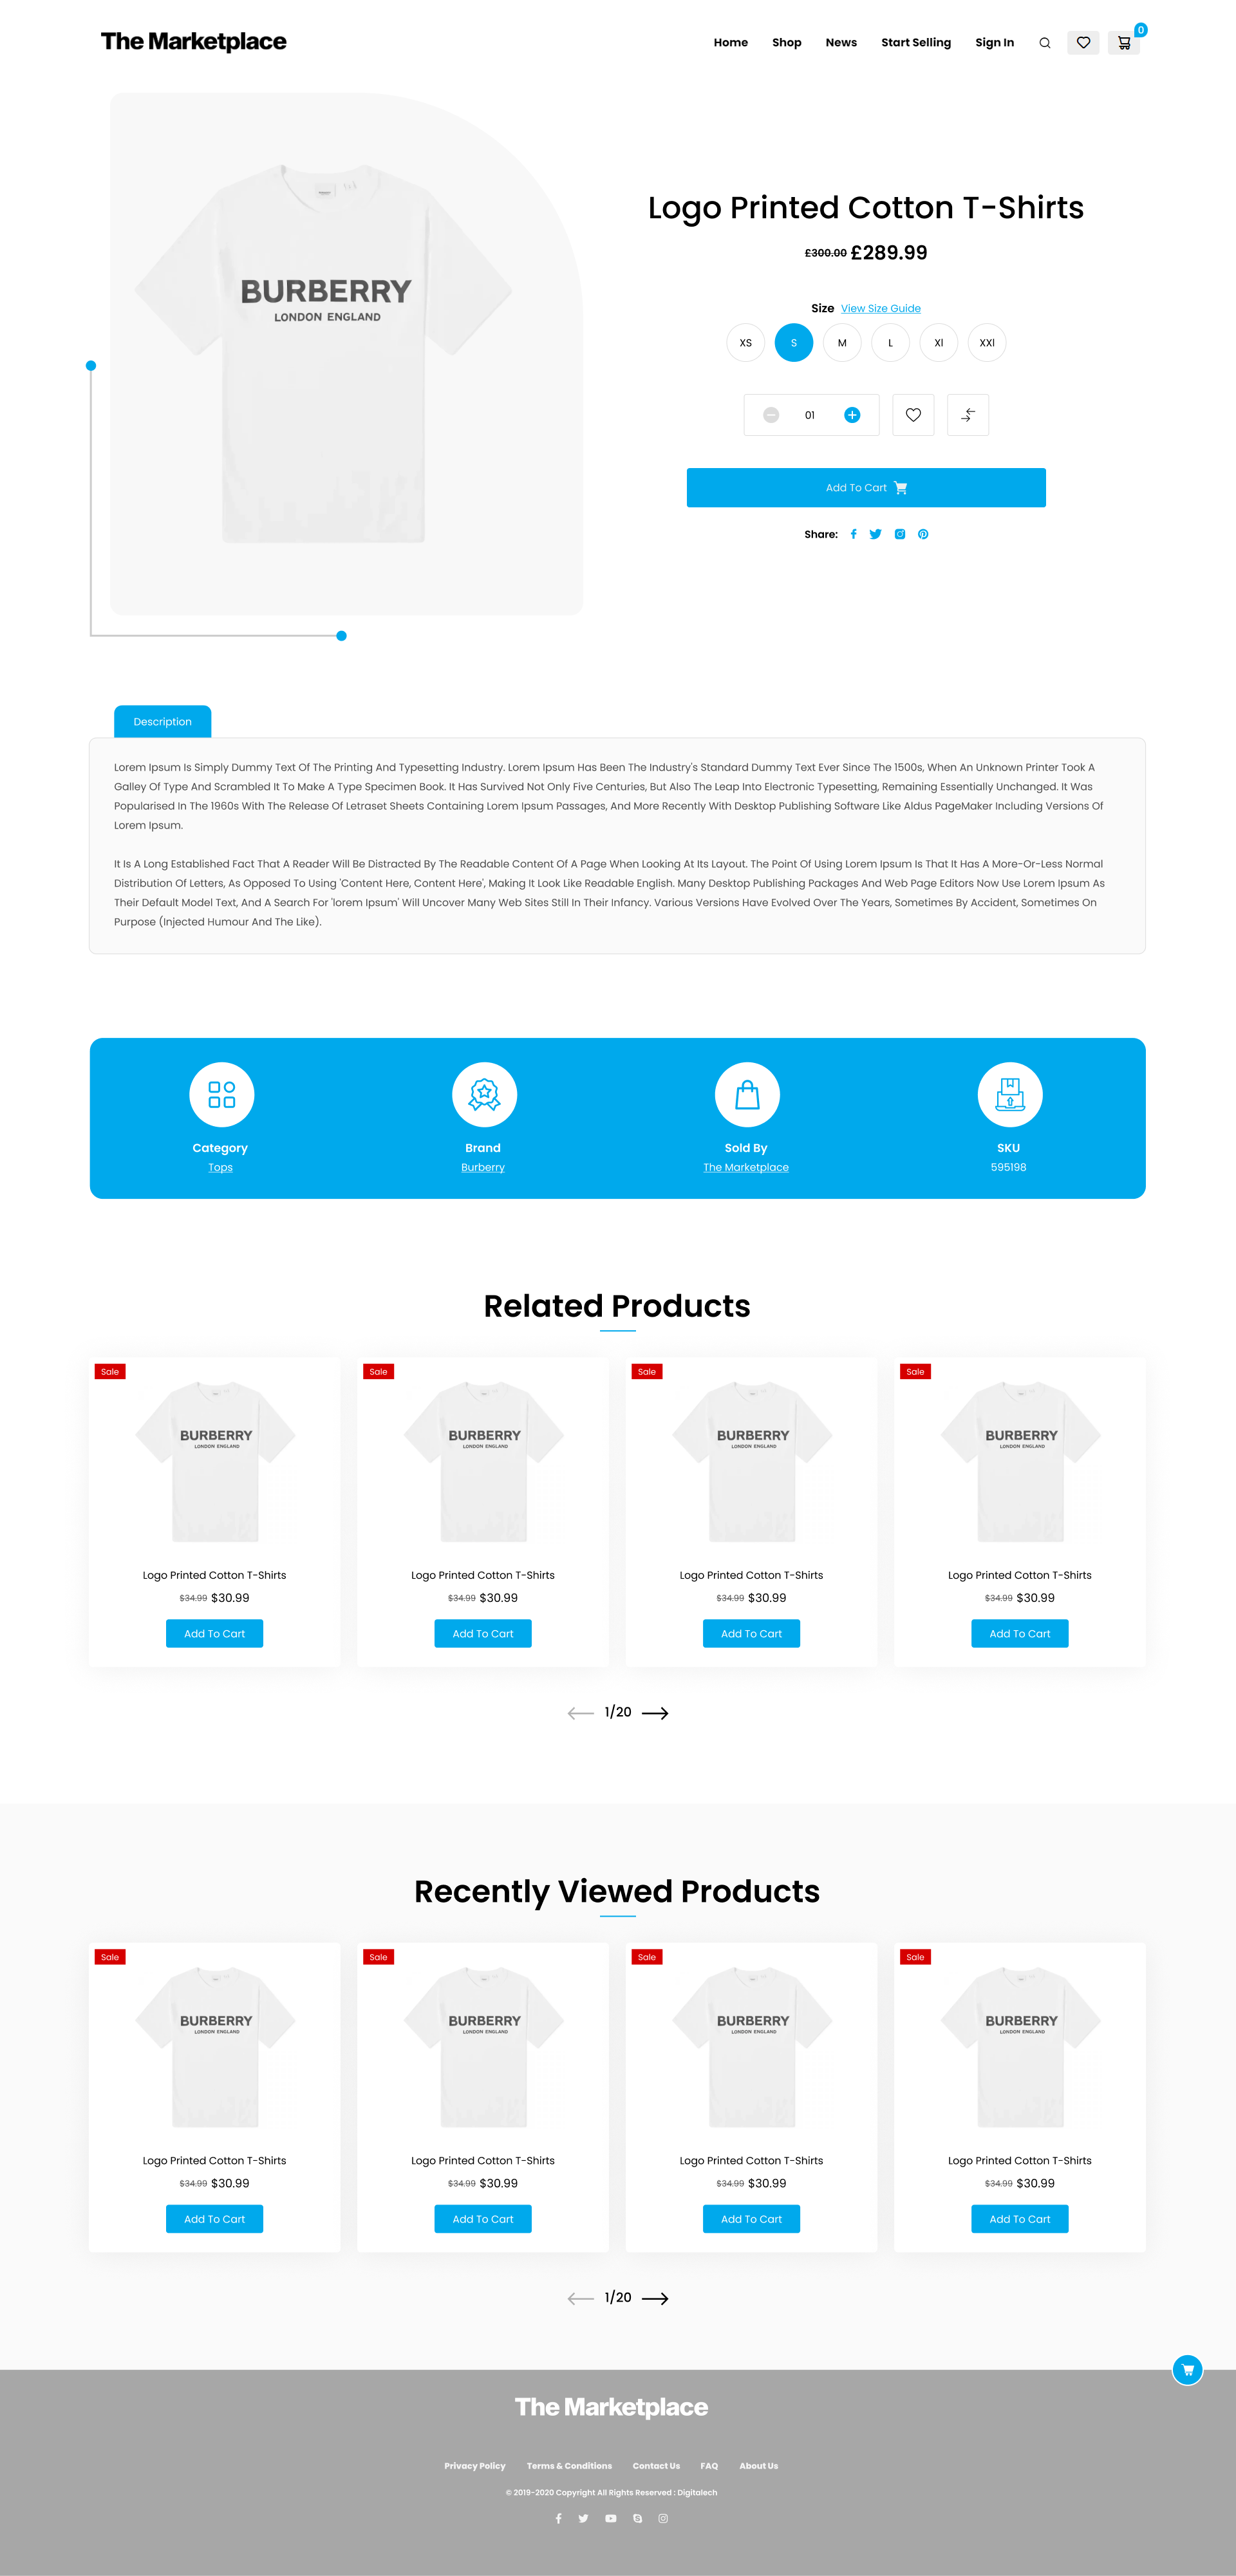 The Marketplace
Home Shop News Start Selling Sign In 0
BURBERRY
LONDON ENGLAND
Logo Printed Cotton T-Shirts
£300.00 £289.99
Size View Size Guide
XS S M L Xl XXl
01
Add To Cart
Share:
Description
Lorem Ipsum Is Simply Dummy Text Of The Printing And Typesetting Industry. Lorem Ipsum Has Been The Industry's Standard Dummy Text Ever Since The 1500s, When An Unknown Printer Took A
Galley Of Type And Scrambled It To Make A Type Specimen Book. It Has Survived Not Only Five Centuries, But Also The Leap Into Electronic Typesetting, Remaining Essentially Unchanged. It Was
Popularised In The 1960s With The Release Of Letraset Sheets Containing Lorem Ipsum Passages, And More Recently With Desktop Publishing Software Like Aldus PageMaker Including Versions Of
Lorem Ipsum.
It Is A Long Established Fact That A Reader Will Be Distracted By The Readable Content Of A Page When Looking At Its Layout. The Point Of Using Lorem Ipsum Is That It Has A More-Or-Less Normal
Distribution Of Letters, As Opposed To Using 'Content Here, Content Here', Making It Look Like Readable English. Many Desktop Publishing Packages And Web Page Editors Now Use Lorem Ipsum As
Their Default Model Text, And A Search For 'lorem Ipsum' Will Uncover Many Web Sites Still In Their Infancy. Various Versions Have Evolved Over The Years, Sometimes By Accident, Sometimes On
Purpose (Injected Humour And The Like).
Category Brand Sold By SKU
Tops Burberry The Marketplace 595198
Related Products
Sale Sale Sale Sale
BURBERRY BURBERRY BURBERRY BURBERRY
LONDON ENGLAND LONDON ENGLAND LONDON ENGLAND LONDON ENGLAND
Logo Printed Cotton T-Shirts Logo Printed Cotton T-Shirts Logo Printed Cotton T-Shirts Logo Printed Cotton T-Shirts
$34.99 $30.99 $34.99 $30.99 $34.99 $30.99 $34.99 $30.99
Add To Cart Add To Cart Add To Cart Add To Cart
1/20
Recently Viewed Products
Sale Sale Sale Sale
BURBERRY BURBERRY BURBERRY BURBERRY
LONDON ENGLAND LONDON ENGLAND LONDON ENGLAND LONDON ENGLAND
Logo Printed Cotton T-Shirts Logo Printed Cotton T-Shirts Logo Printed Cotton T-Shirts Logo Printed Cotton T-Shirts
$34.99 $30.99 $34.99 $30.99 $34.99 $30.99 $34.99 $30.99
Add To Cart Add To Cart Add To Cart Add To Cart
1/20
The Marketplace
Privacy Policy Terms & Conditions Contact Us FAQ About Us
© 2019-2020 Copyright All Rights Reserved : Digitalech